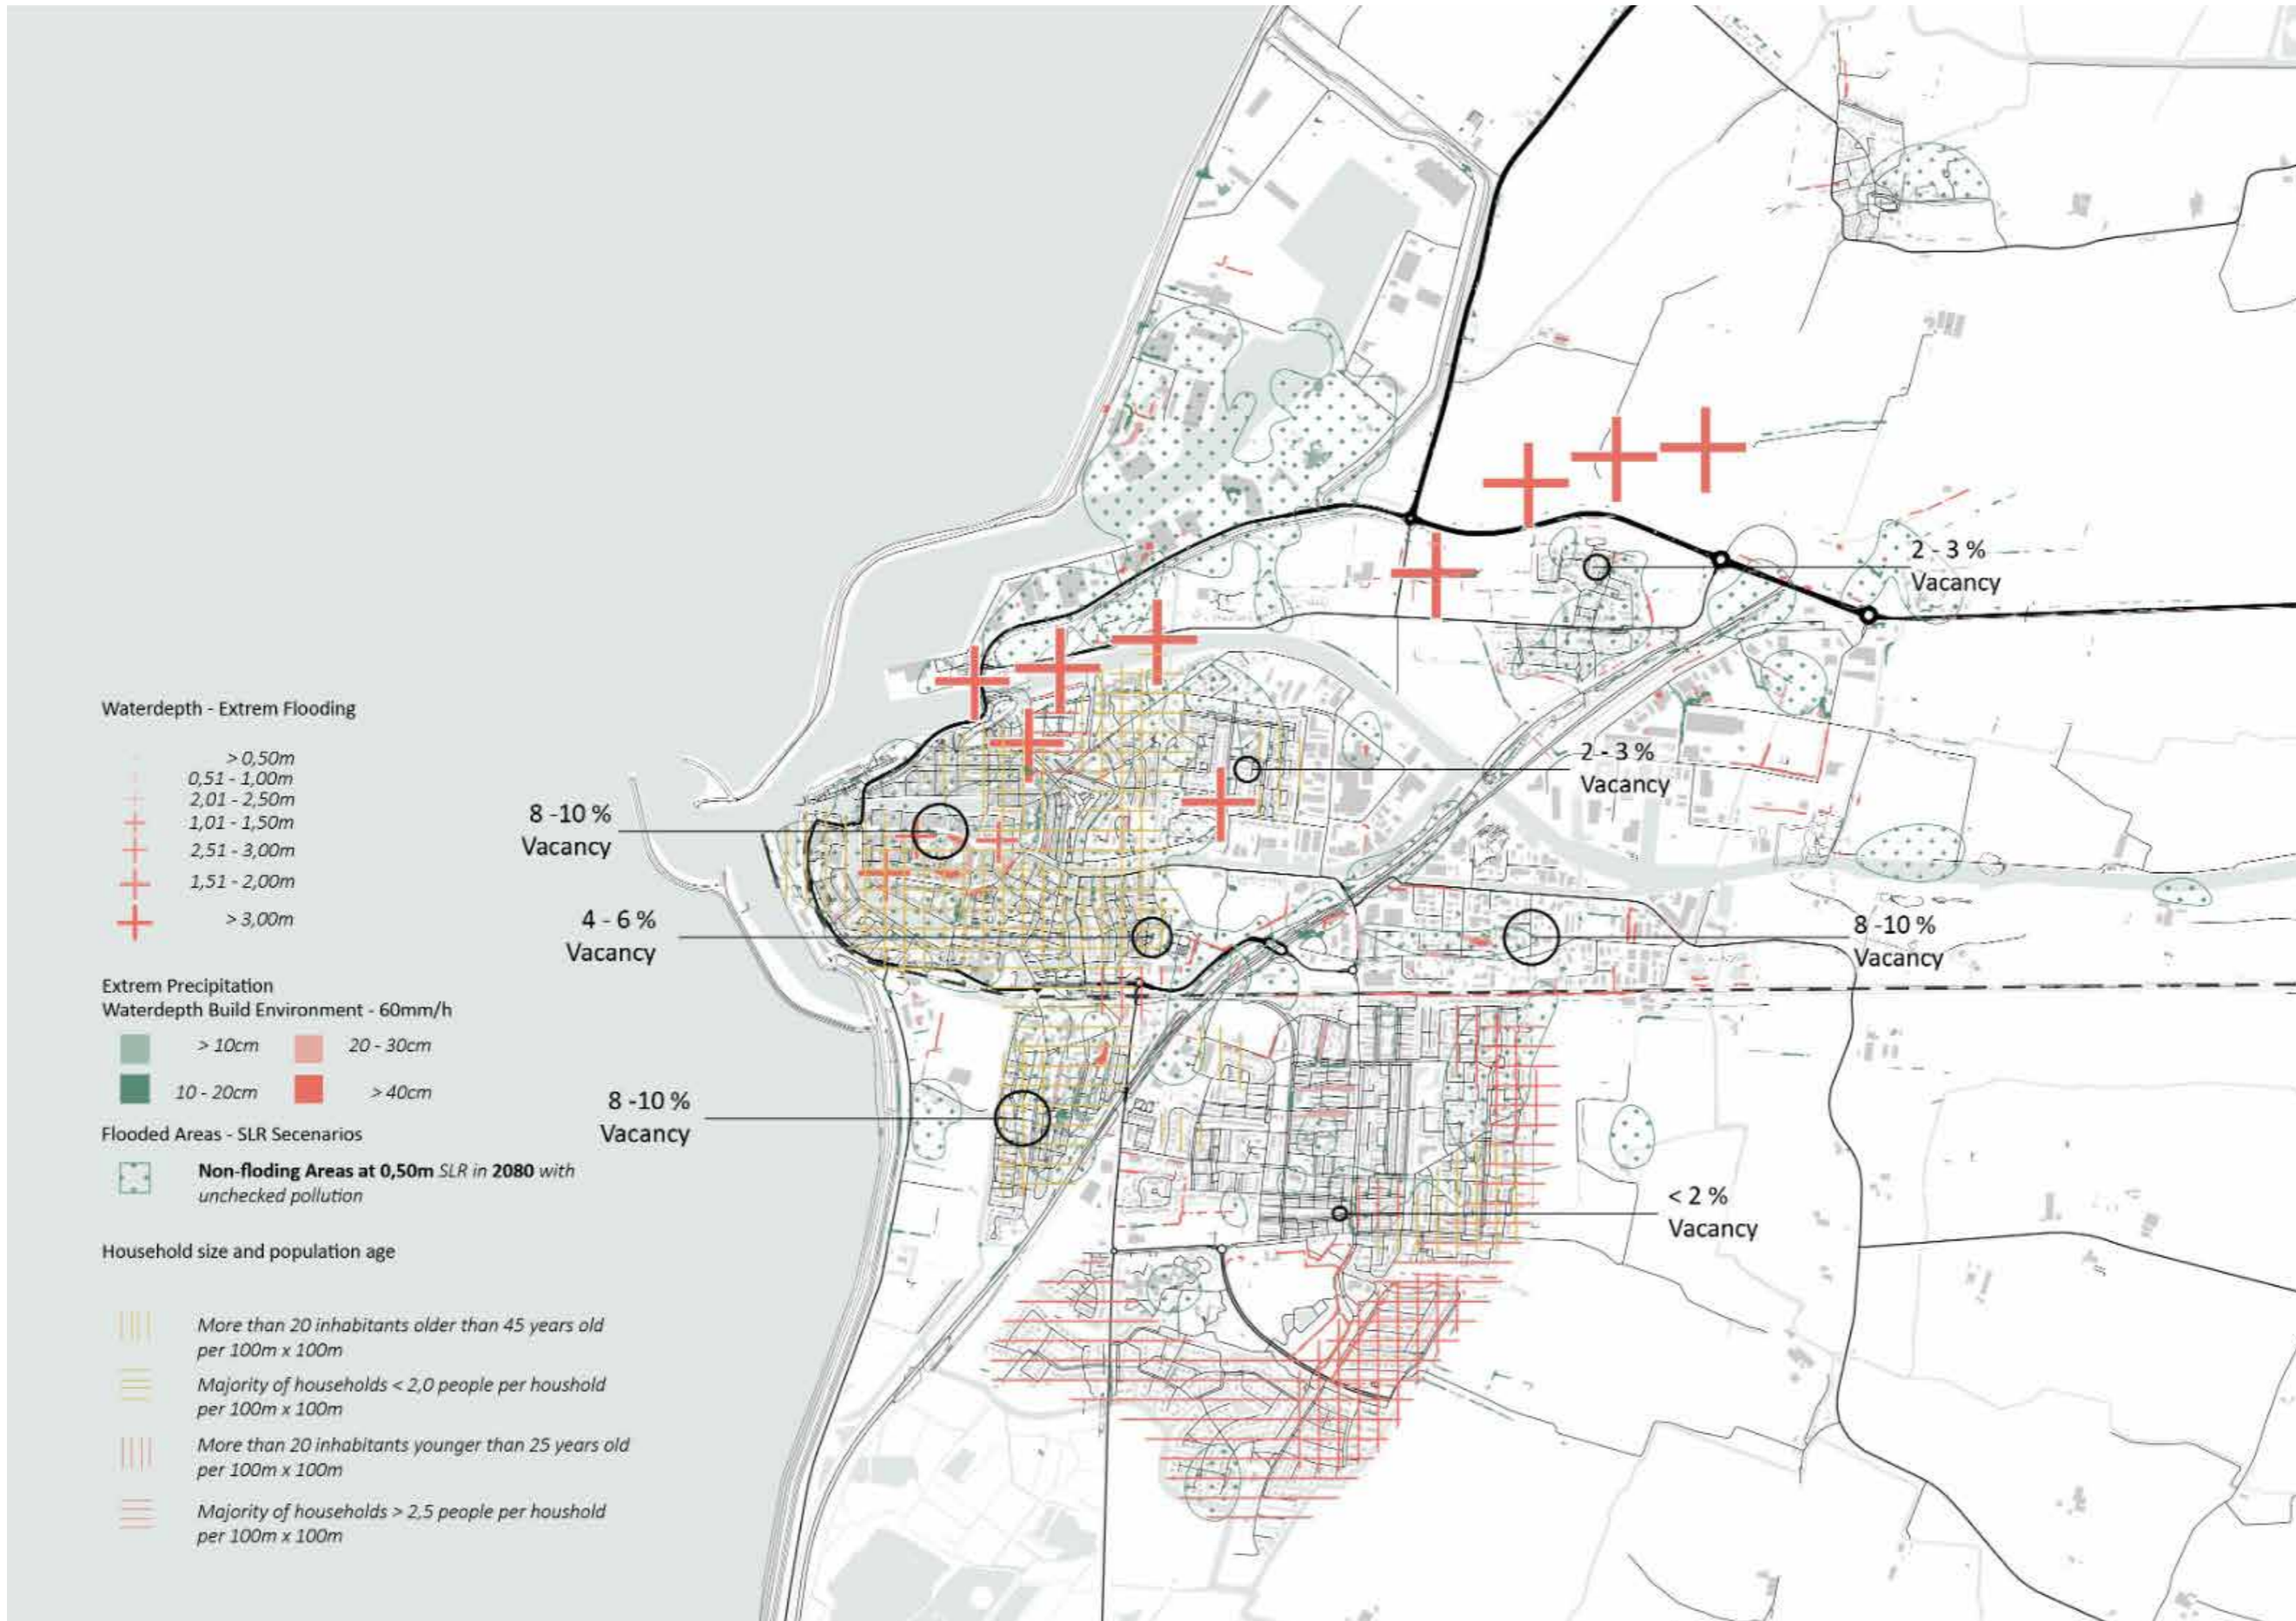 Waterdepth - Extrem Flooding
> 0,50m
0,51 - 1,00m
2,01 - 2,50m
1,01 - 1,50m
2,51 - 3,00m
1,51 - 2,00m
> 3,00m
Extrem Precipitation
Waterdepth Build Environment - 60mm/h
> 10cm
20 - 30cm
10 - 20cm
> 40cm
Flooded Areas - SLR Secenarios
Non-floding Areas at 0,50m SLR in 2080 with
unchecked pollution
Household size and population age
More than 20 inhabitants older than 45 years old
per 100m x 100m
Majority of households < 2,0 people per houshold
per 100m x 100m
More than 20 inhabitants younger than 25 years old
per 100m x 100m
Majority of households > 2,5 people per houshold
per 100m x 100m
8 -10 %
Vacancy
4 - 6 %
Vacancy
8 -10 %
Vacancy
2 - 3 %
Vacancy
2 - 3 %
Vacancy
8 -10 %
Vacancy
< 2 %
Vacancy